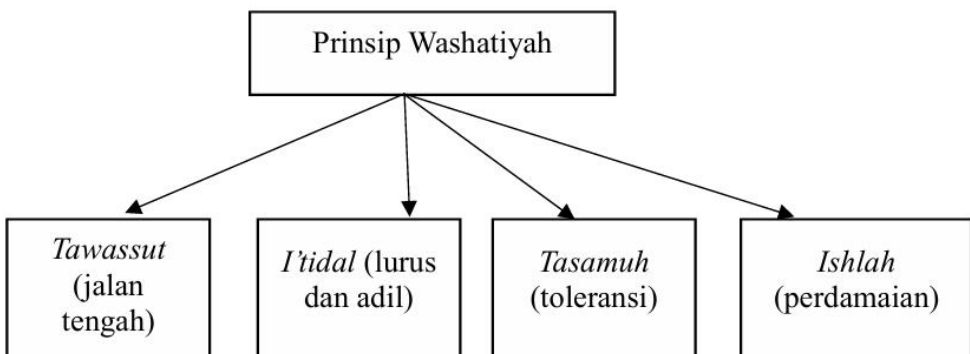 Prinsip Washatiyah
Tawassut
(jalan
tengah)
I'tidal (lurus
dan adil)
Tasamuh
(toleransi)
Ishlah
(perdamaian)